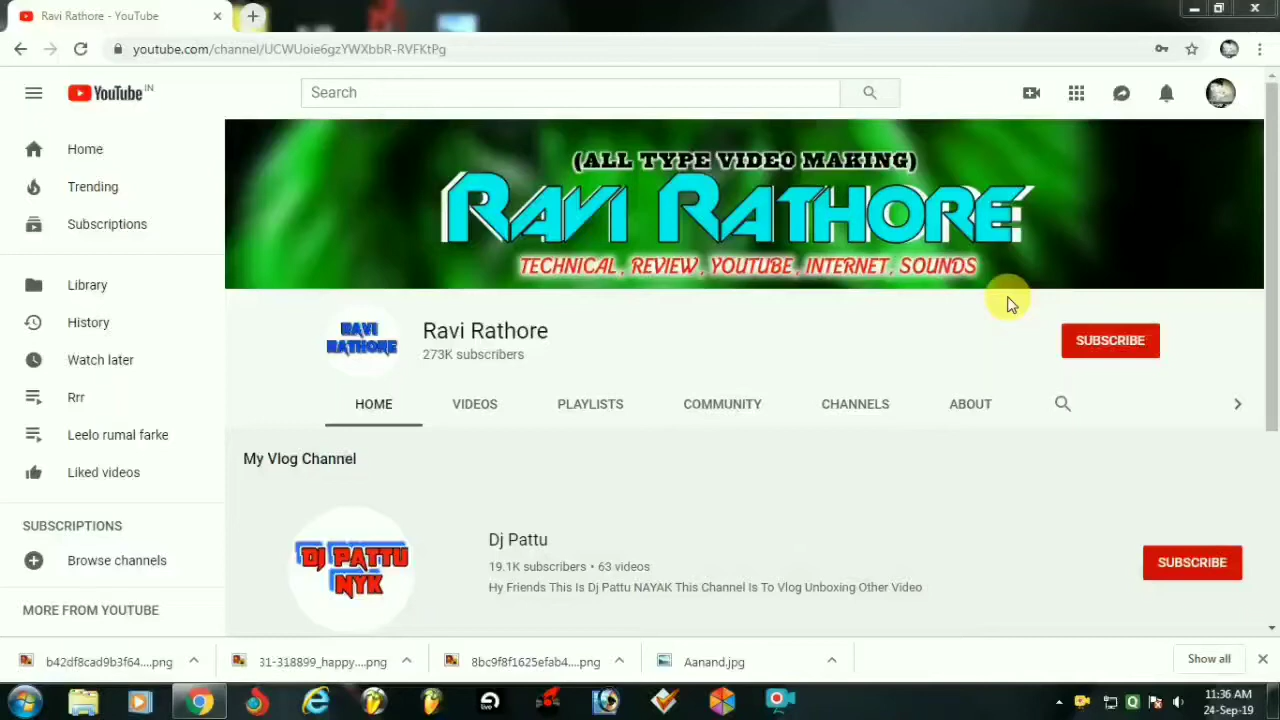 Ravi Rathore - YouTube
youtube.com/channel/UCWUoie6gzYWXbbR-RVFKtPg
YouTube IN
Search
Home
Trending
Subscriptions
Library
History
Watch later
Rrr
Leelo rumal farke
Liked videos
SUBSCRIPTIONS
Browse channels
MORE FROM YOUTUBE
(ALL TYPE VIDEO MAKING)
RAVI RATHORE
TECHNICAL, REVIEW, YOUTUBE, INTERNET, SOUNDS
RAVI
RATHORE
Ravi Rathore
273K subscribers
SUBSCRIBE
HOME VIDEOS PLAYLISTS COMMUNITY CHANNELS ABOUT
My Vlog Channel
DJ PATTU
NYK
Dj Pattu
19.1K subscribers • 63 videos
Hy Friends This Is Dj Pattu NAYAK This Channel Is To Vlog Unboxing Other Video
SUBSCRIBE
b42df8cad9b3f64....png 31-318899_happy....png 8bc9f8f1625efab4....png Aanand.jpg Show all
11:36 AM
24-Sep-19